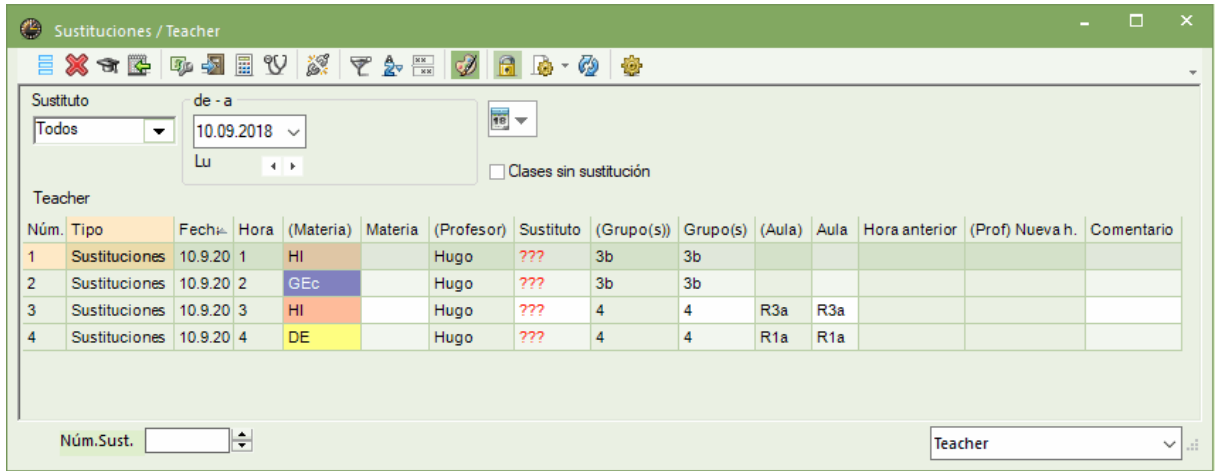 Sustituciones / Teacher
Sustituto
de - a
Todos
10.09.2018
Lu
18
Clases sin sustitución
Teacher
Núm. Tipo Fech Hora (Materia) Materia (Profesor) Sustituto (Grupo(s)) Grupo(s) (Aula) Aula Hora anterior (Prof) Nueva h. Comentario
1 Sustituciones 10.9.20 1 HI Hugo ??? 3b 3b
2 Sustituciones 10.9.20 2 GEc Hugo ??? 3b 3b
3 Sustituciones 10.9.20 3 HI Hugo ??? 4 4 R3a R3a
4 Sustituciones 10.9.20 4 DE Hugo ??? 4 4 R1a R1a
Núm.Sust.
Teacher